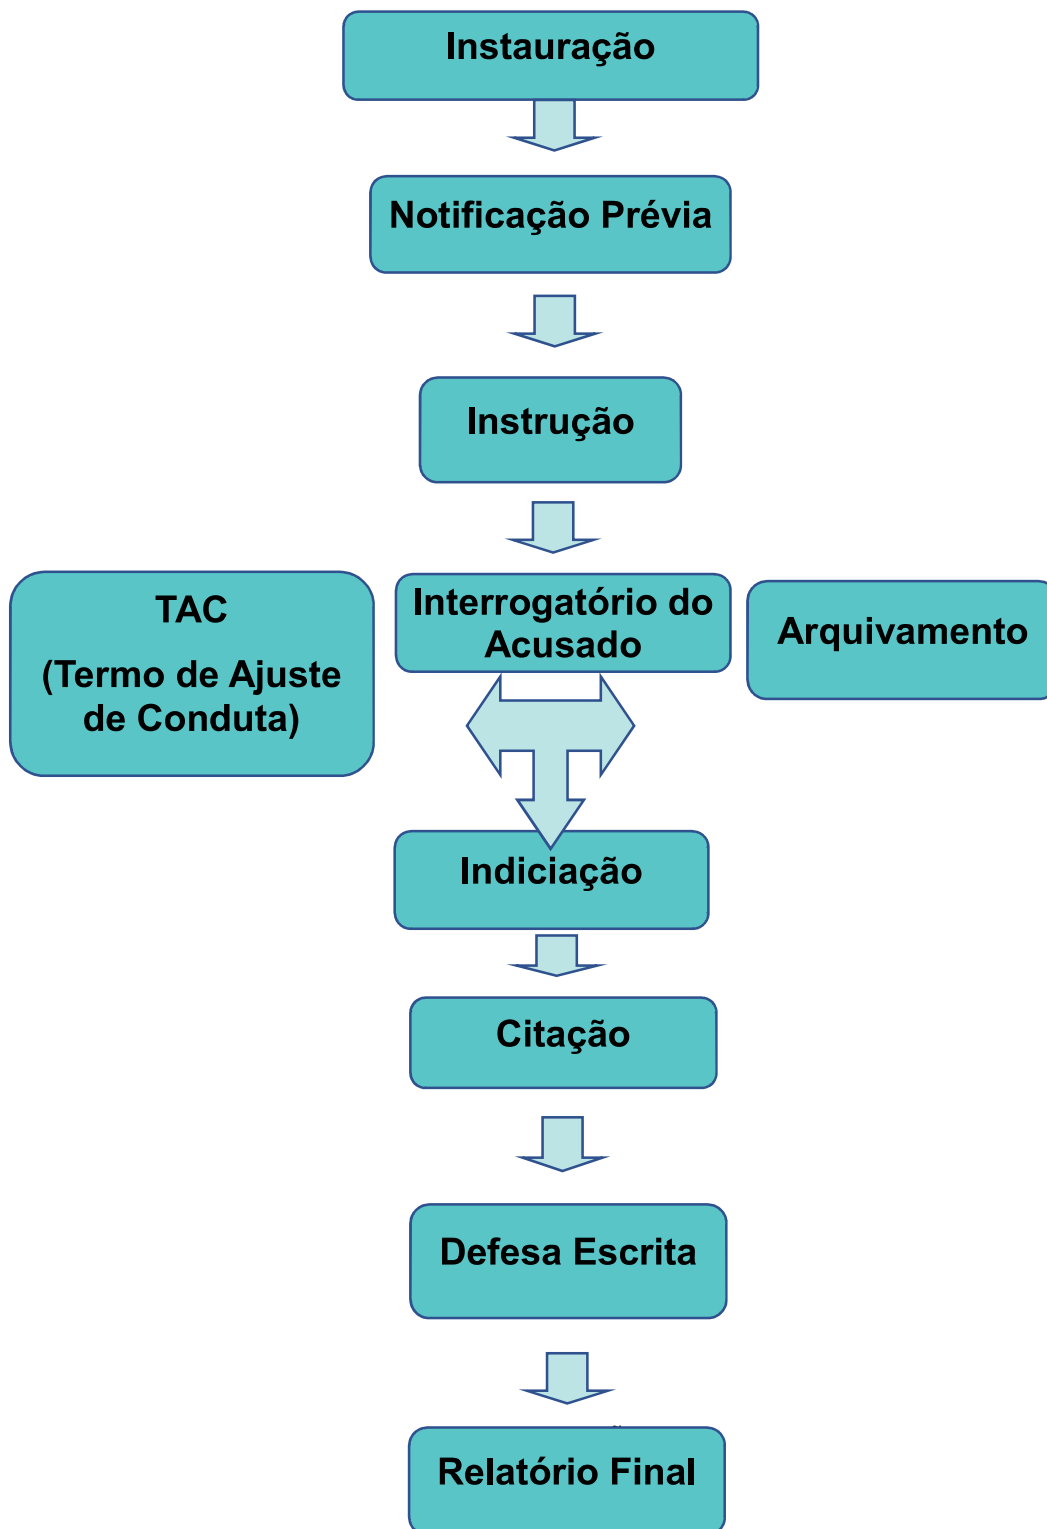 Instauração
Notificação Prévia
Instrução
TAC
(Termo de Ajuste
de Conduta)
Interrogatório do
Acusado
Arquivamento
Indiciação
Citação
Defesa Escrita
Relatório Final